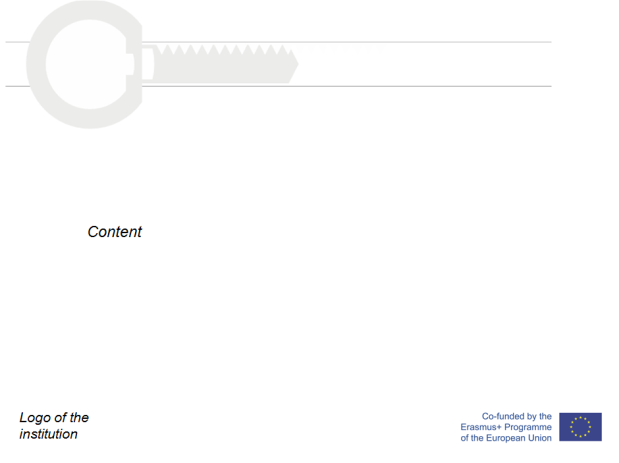 Content
Logo of the
institution
Co-funded by the
Erasmus+ Programme
of the European Union